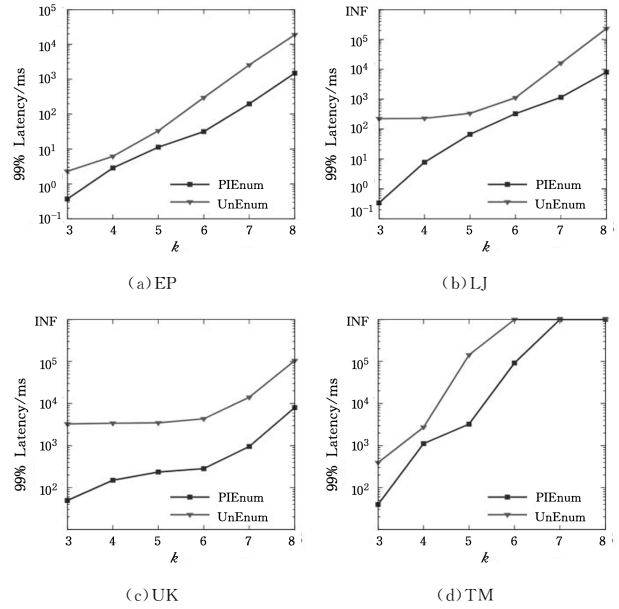 10^5
10^4
10^3
10^2
10^1
10^0
10^-1
99% Latency/ms
PIEnum
UnEnum
3 4 5 6 7 8
k
(a)EP
INF
10^5
10^4
10^3
10^2
10^1
10^0
10^-1
99% Latency/ms
PIEnum
UnEnum
3 4 5 6 7 8
k
(b)LJ
INF
10^5
10^4
10^3
10^2
99% Latency/ms
PIEnum
UnEnum
3 4 5 6 7 8
k
(c)UK
INF
10^5
10^4
10^3
10^2
99% Latency/ms
PIEnum
UnEnum
3 4 5 6 7 8
k
(d)TM